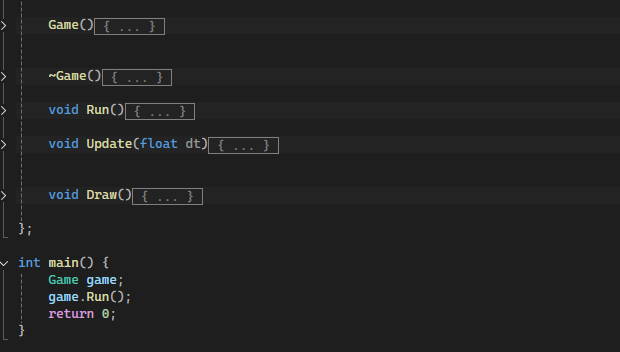 Game(){ ... }
~Game(){ ... }
void Run(){ ... }
void Update(float dt){ ... }
void Draw(){ ... }
};
int main() {
Game game;
game.Run();
return 0;
}